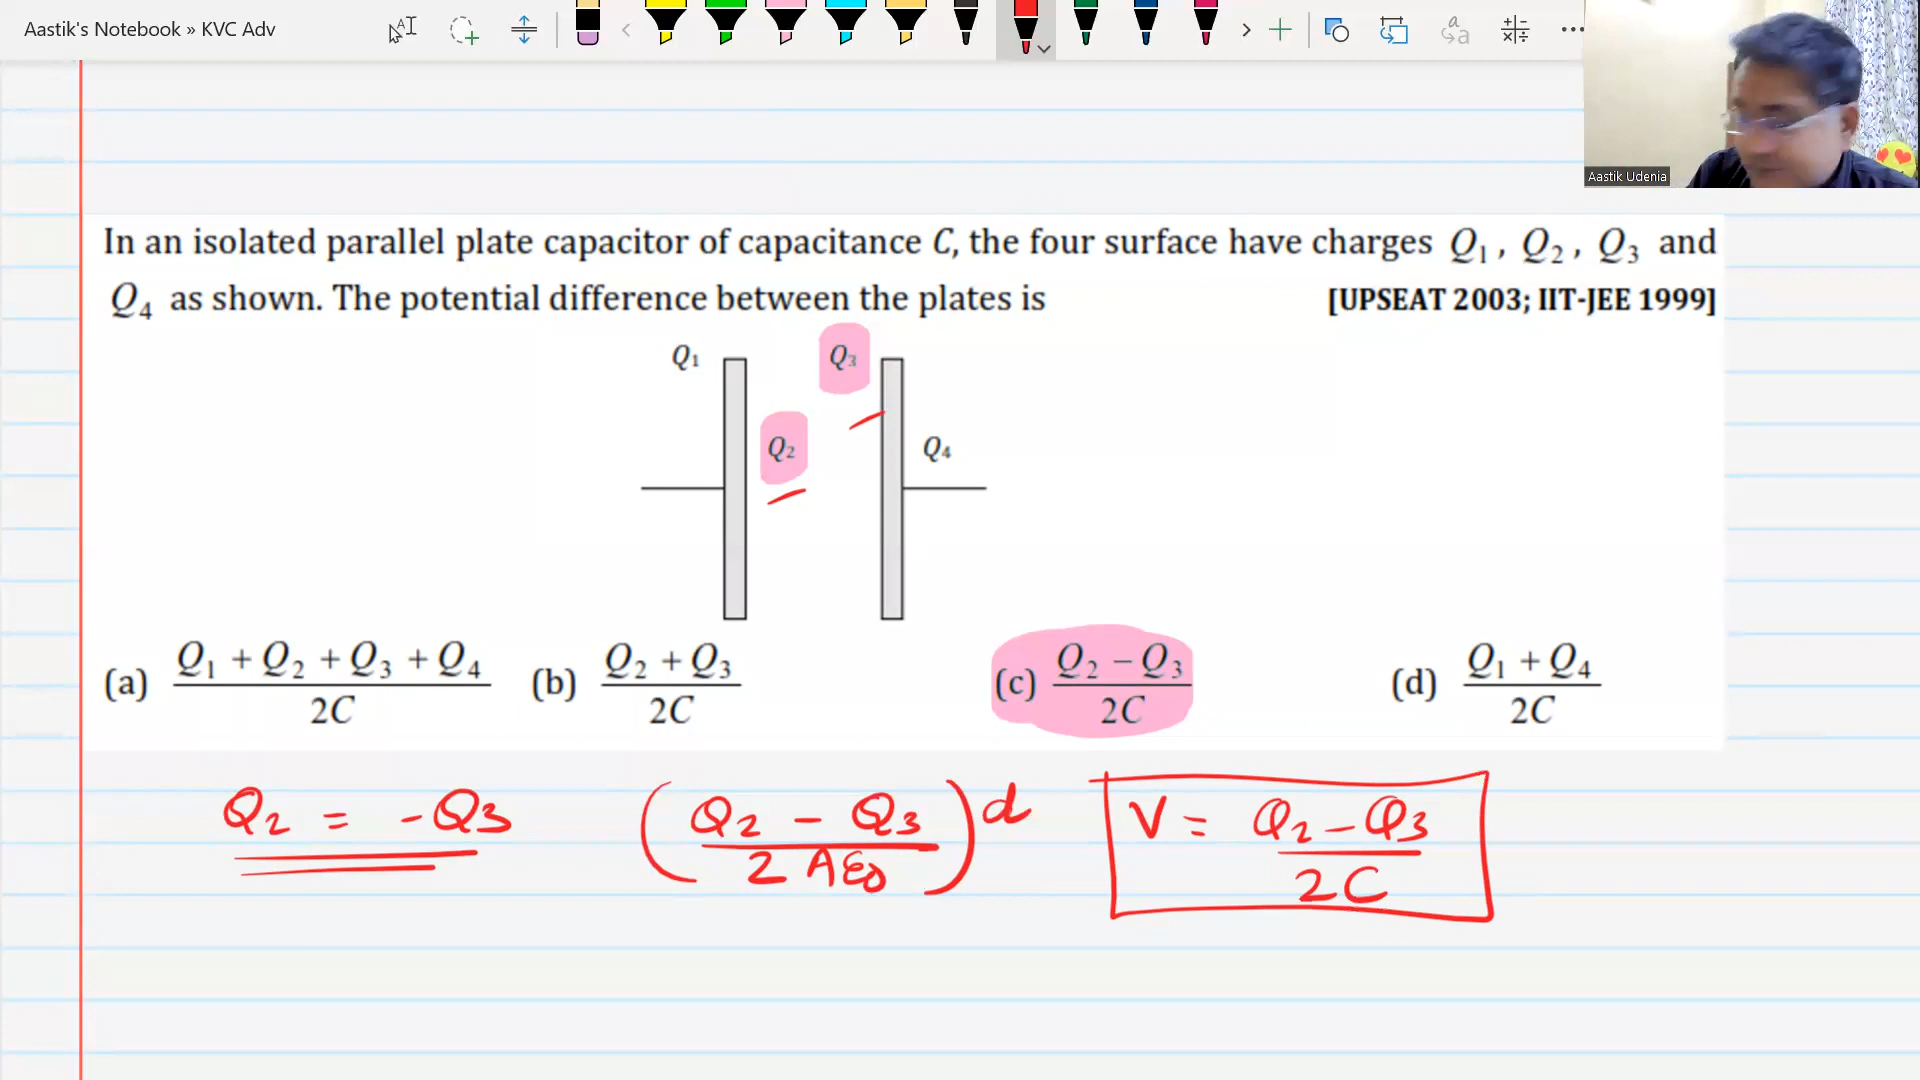 Aastik's Notebook » KVC Adv
Aastik Udenia
In an isolated parallel plate capacitor of capacitance C, the four surface have charges Q₁, Q₂, Q₃ and
Q₄ as shown. The potential difference between the plates is [UPSEAT 2003; IIT-JEE 1999]
Q₁ Q₃
Q₂ Q₄
(a) (Q₁ + Q₂ + Q₃ + Q₄)/2C (b) (Q₂ + Q₃)/2C (c) (Q₂ − Q₃)/2C (d) (Q₁ + Q₄)/2C
Q₂ = -Q₃ ((Q₂ − Q₃)/2Aε₀)d V = (Q₂ − Q₃)/2C